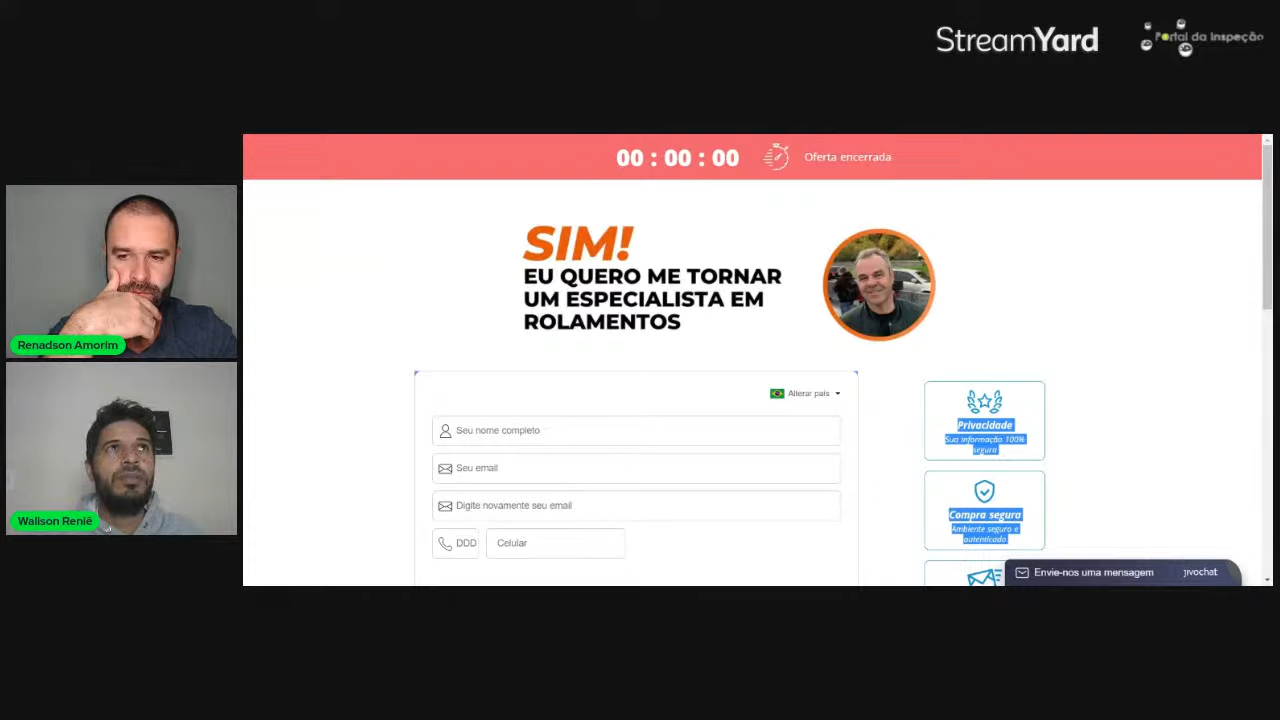 StreamYard
Portal da Inspeção
00 : 00 : 00
Oferta encerrada
SIM!
EU QUERO ME TORNAR
UM ESPECIALISTA EM
ROLAMENTOS
Renadson Amorim
Walison Reniê
Alterar país
Seu nome completo
Seu email
Digite novamente seu email
DDD
Celular
Privacidade
Sua informação 100%
segura
Compra segura
Ambiente seguro e
autenticado
Envie-nos uma mensagem
jivochat